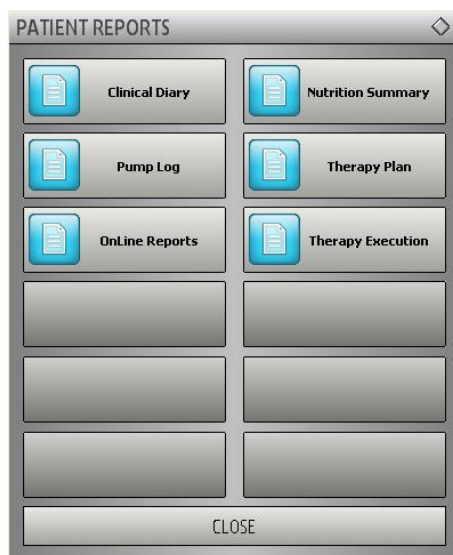 PATIENT REPORTS
Clinical Diary
Nutrition Summary
Pump Log
Therapy Plan
OnLine Reports
Therapy Execution
CLOSE